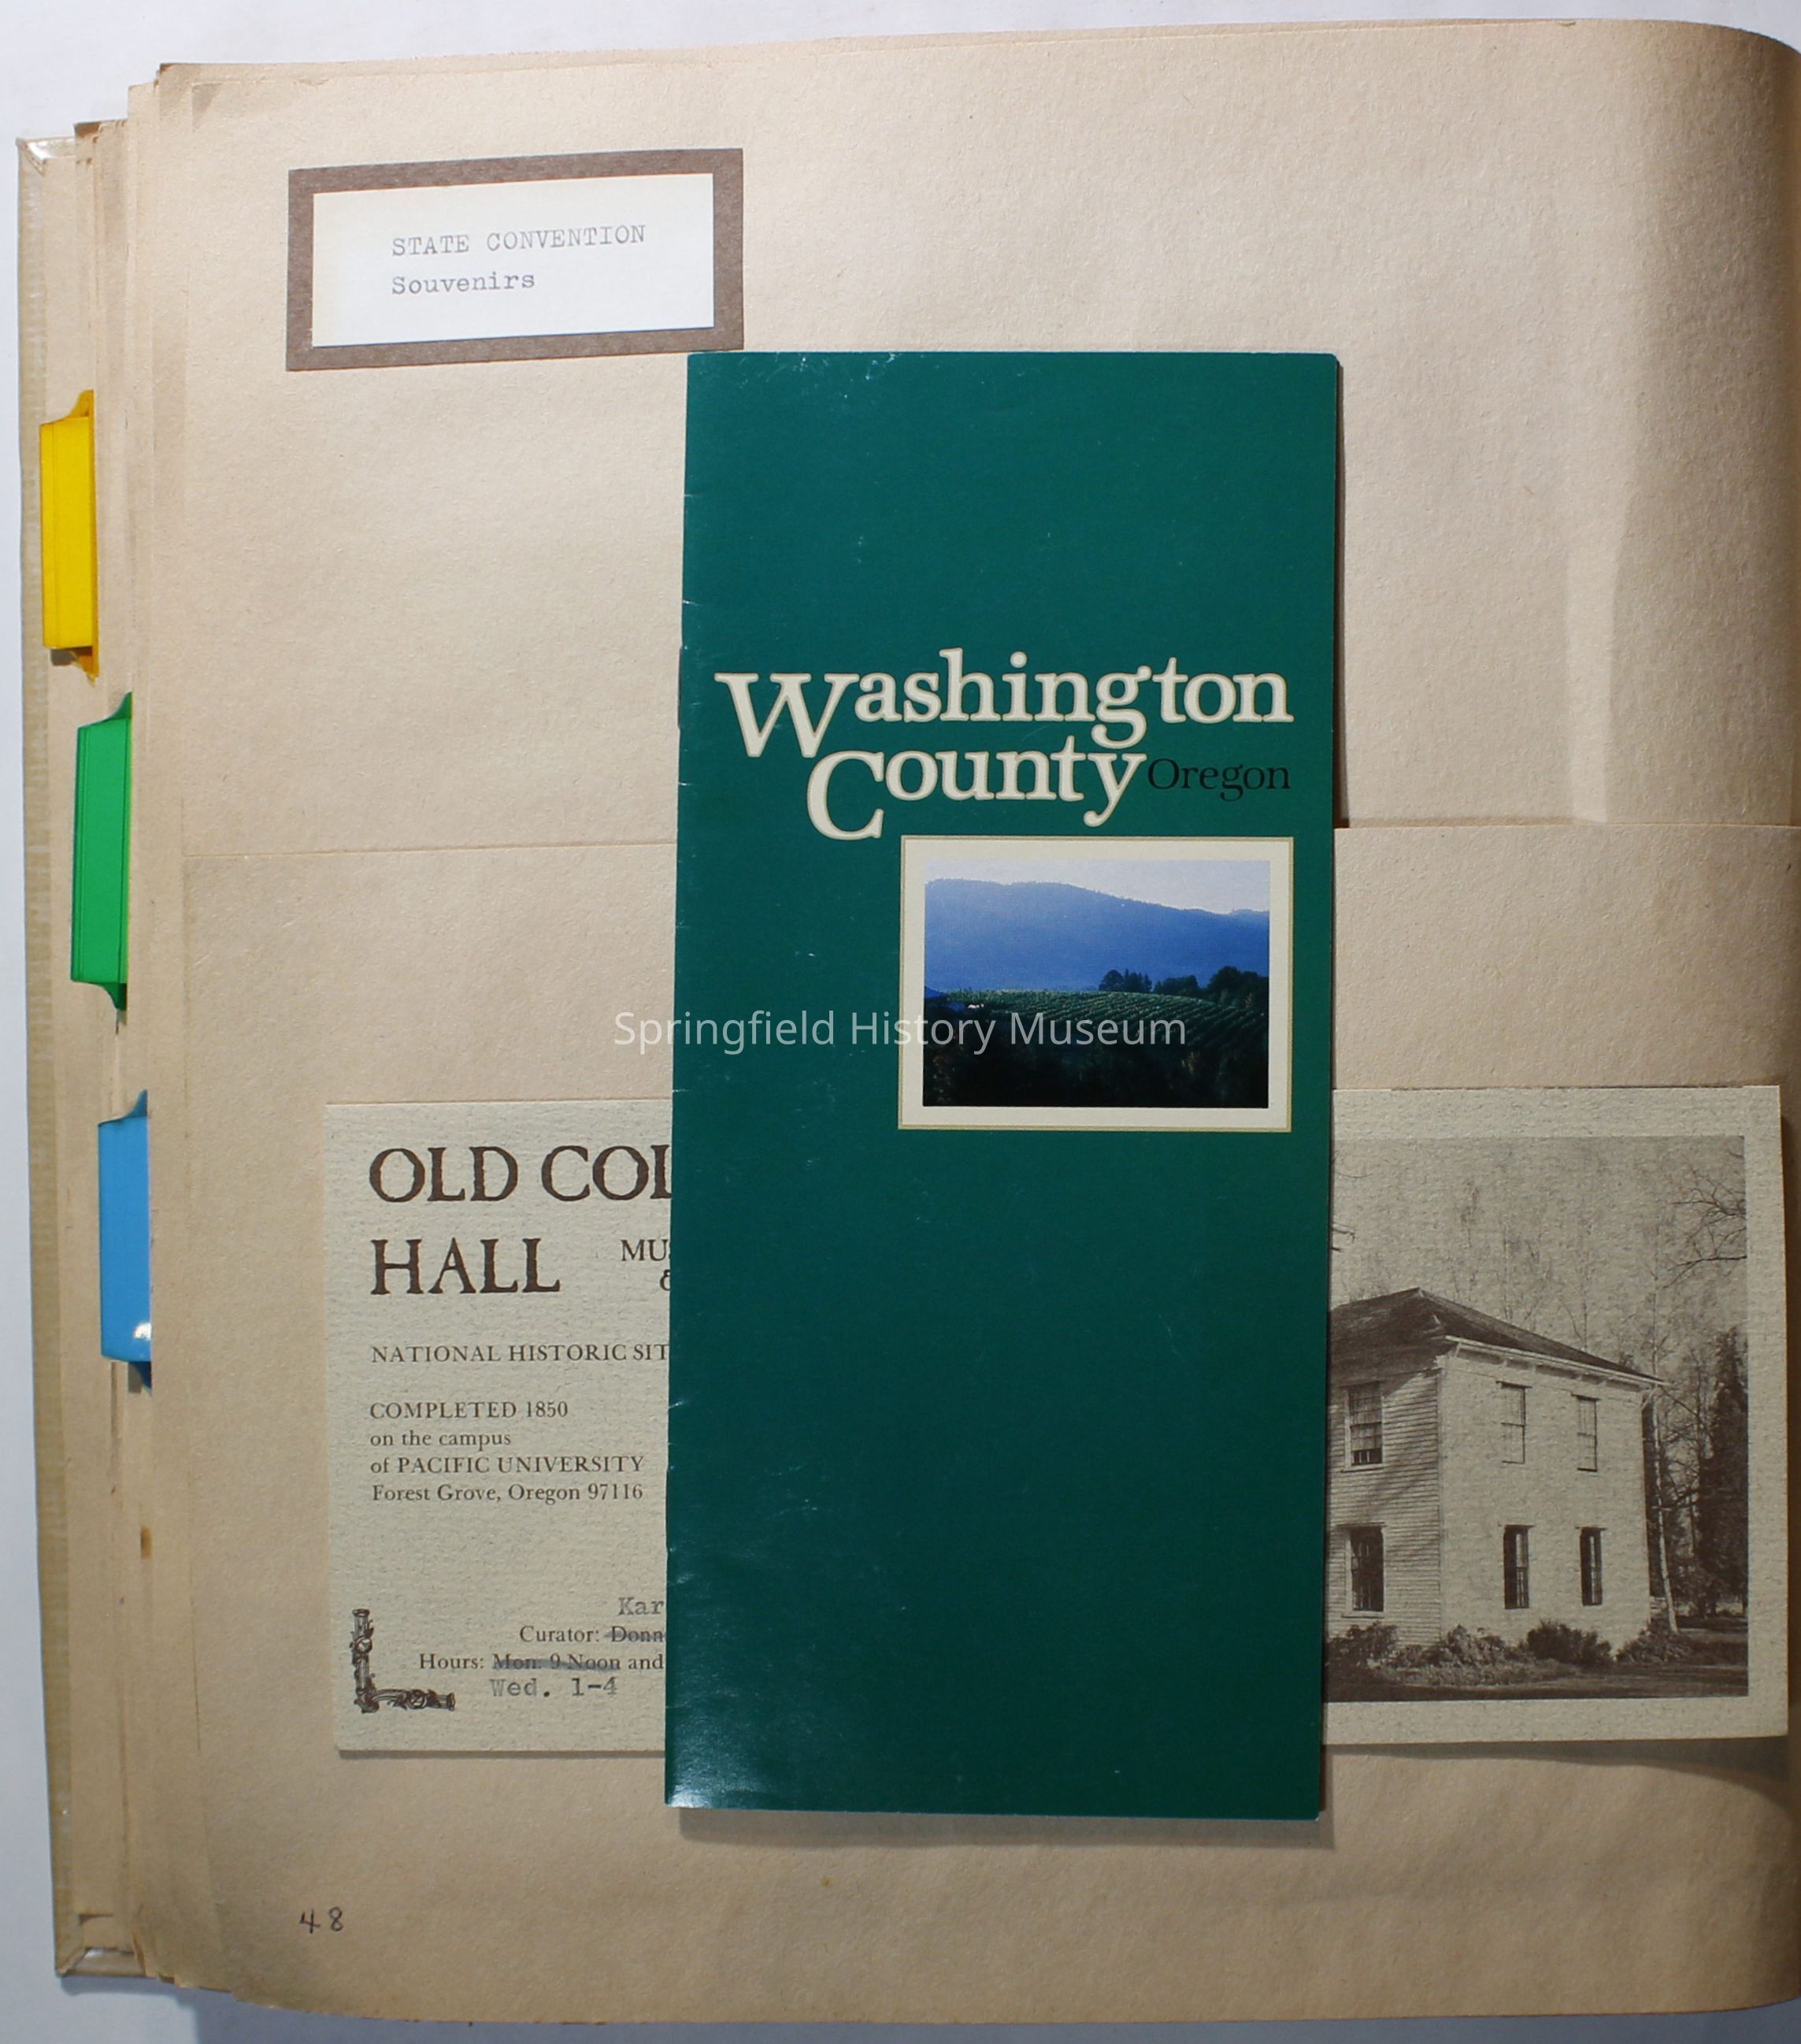 STATE CONVENTION
Souvenirs
Washington
County Oregon
Springfield History Museum
OLD COL
HALL MU
&
NATIONAL HISTORIC SIT
COMPLETED 1850
on the campus
of PACIFIC UNIVERSITY
Forest Grove, Oregon 97116
Kar
Curator: Donn
Hours: Mon. 9-Noon and
Wed. 1-4
48